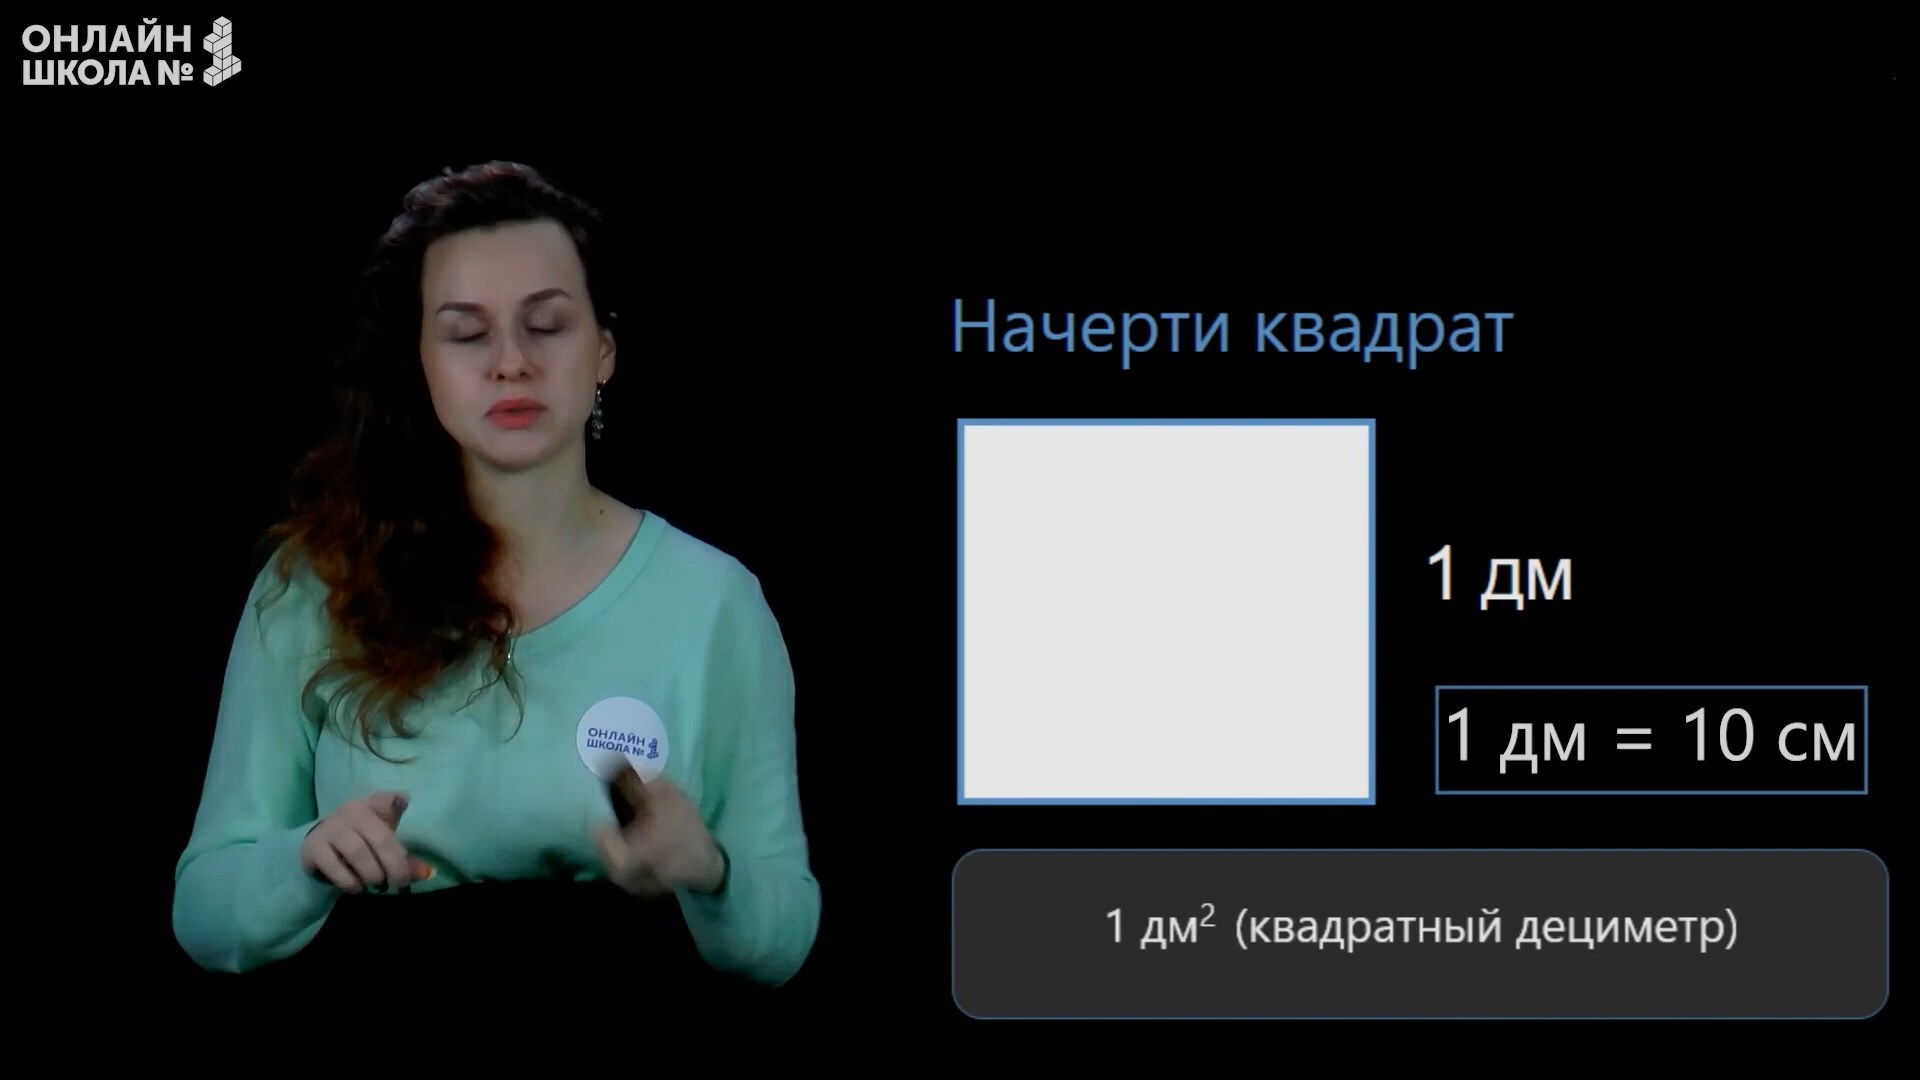 ОНЛАЙН
ШКОЛА №
Начерти квадрат
1 дм
1 дм = 10 см
1 дм² (квадратный дециметр)
ОНЛАЙН
ШКОЛА №